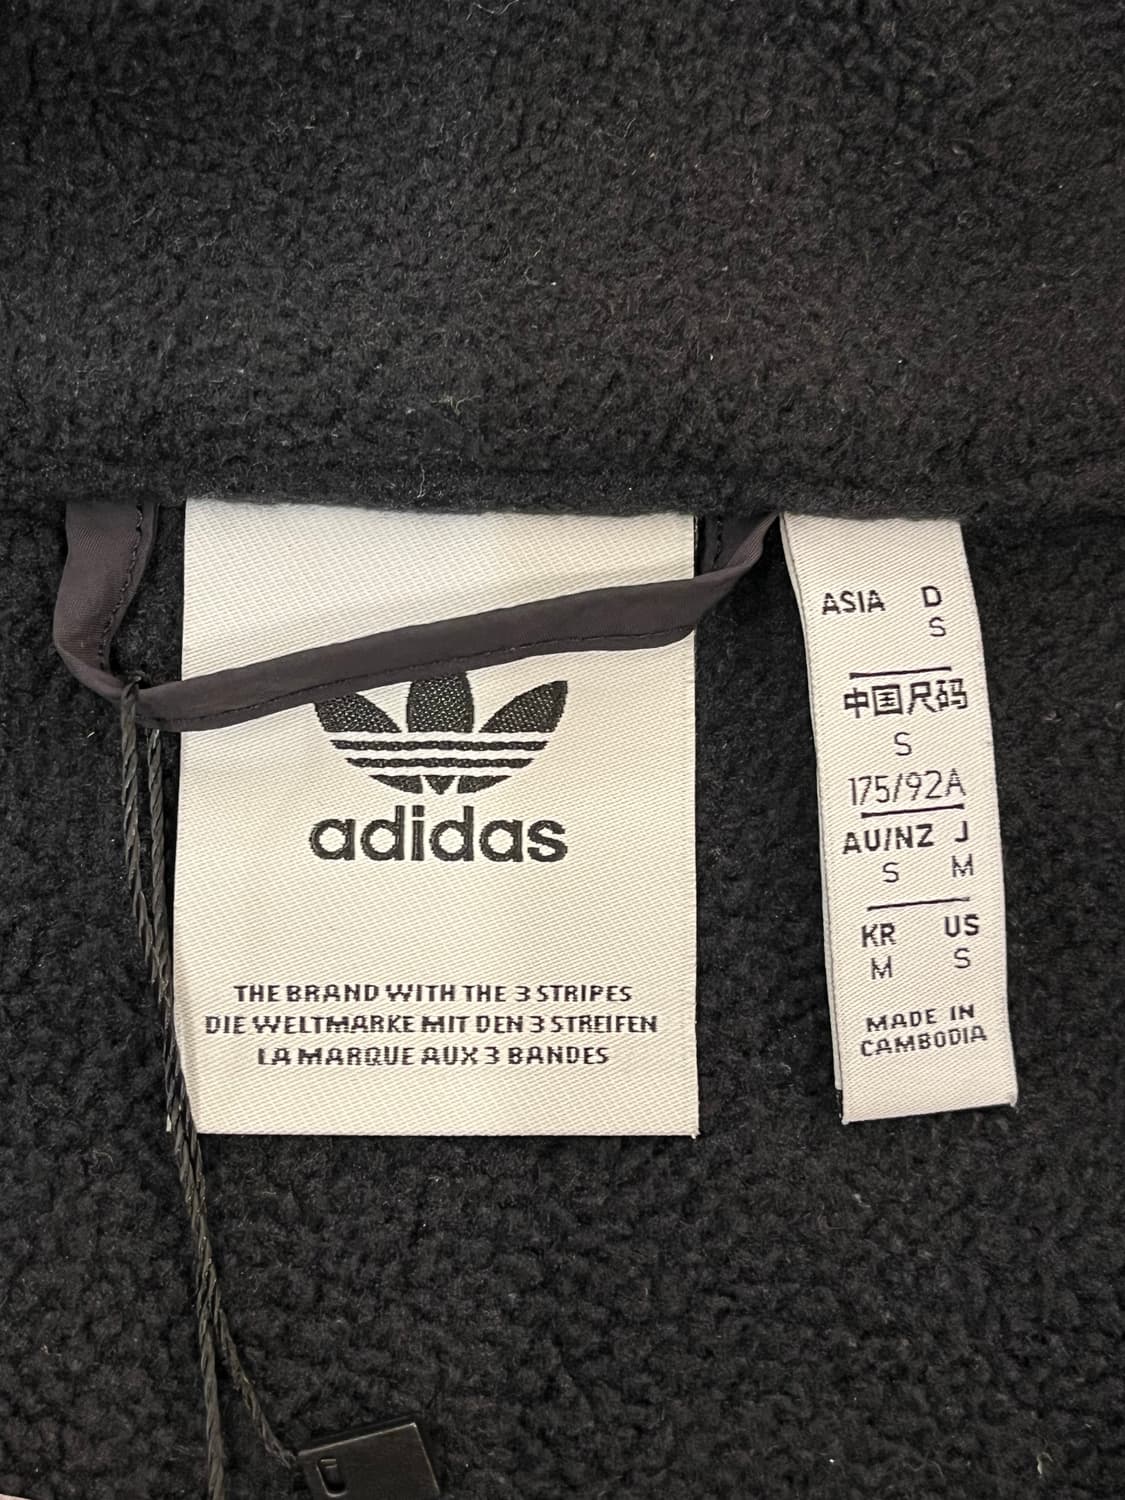 adidas
THE BRAND WITH THE 3 STRIPES
DIE WELTMARKE MIT DEN 3 STREIFEN
LA MARQUE AUX 3 BANDES
ASIA D
S
中国尺码
S
175/92A
AU/NZ J
S M
KR US
M S
MADE IN
CAMBODIA